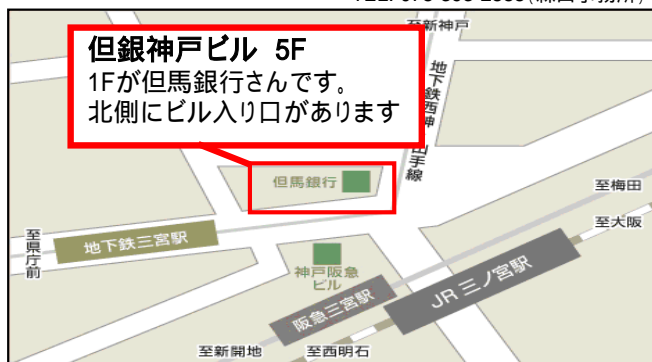 至新神戸
但銀神戸ビル 5F
1Fが但馬銀行さんです。
北側にビル入り口があります
地下鉄西神
山手線
但馬銀行
至梅田
至大阪
至県庁前
地下鉄三宮駅
神戸阪急
ビル
JR三ノ宮駅
阪急三宮駅
至新開地
至西明石